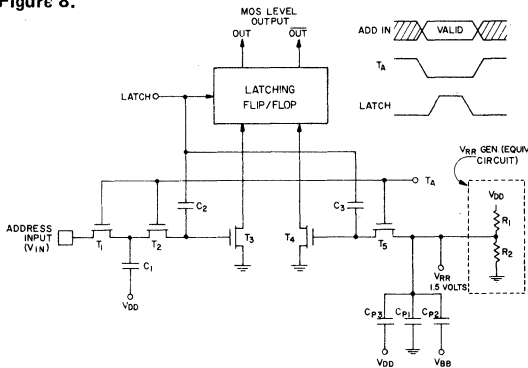 Figure 8.
MOS LEVEL
OUTPUT
OUT
OUT
ADD IN
VALID
TA
LATCH
LATCH
LATCHING
FLIP/FLOP
VRR GEN (EQUIV
CIRCUIT)
TA
VDD
R1
R2
C2
C3
ADDRESS
INPUT
(VIN)
T1
T2
T3
T4
T5
C1
VDD
VRR
1.5 VOLTS
CP3
CP1
CP2
VDD
VBB